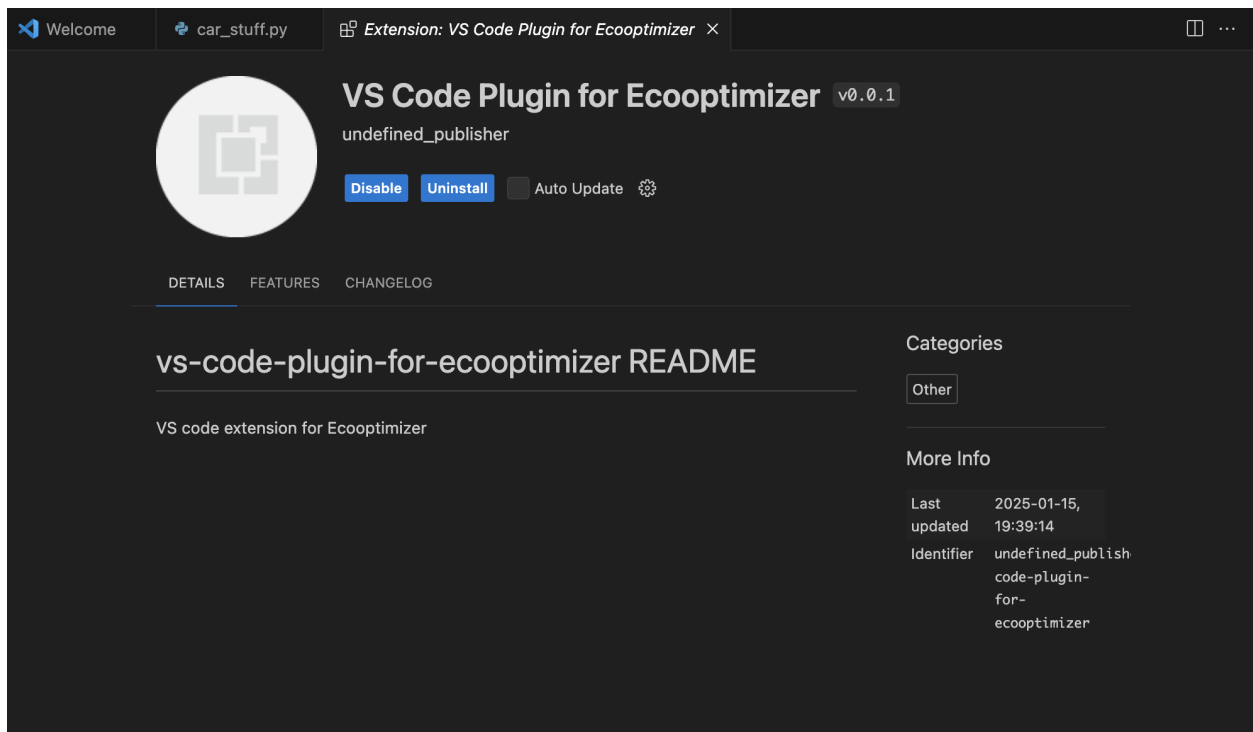 Welcome
car_stuff.py
Extension: VS Code Plugin for Ecooptimizer
VS Code Plugin for Ecooptimizer v0.0.1
undefined_publisher
Disable Uninstall Auto Update
DETAILS FEATURES CHANGELOG
vs-code-plugin-for-ecooptimizer README
VS code extension for Ecooptimizer
Categories
Other
More Info
Last updated 2025-01-15, 19:39:14
Identifier undefined_publish
code-plugin-
for-
ecooptimizer